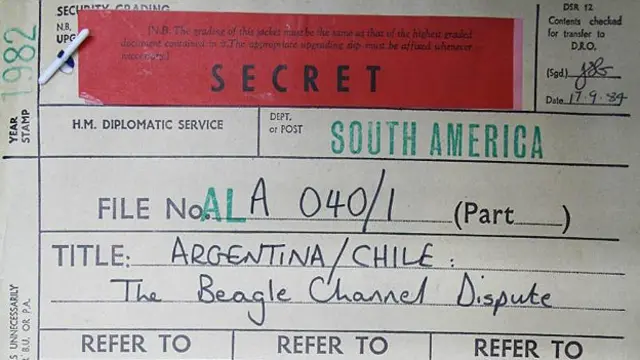 SECURITY GRADING
N.B.
UPG
[N.B. The grading of this jacket must be the same as that of the highest graded
document contained in it. The appropriate upgrading slip must be affixed whenever
necessary.]
SECRET
DSR 12
Contents checked
for transfer to
D.R.O.
(Sgd.)
Date 17.9.84
YEAR STAMP
1982
H.M. DIPLOMATIC SERVICE
DEPT.
or POST
SOUTH AMERICA
FILE No. ALA 040/1 (Part )
TITLE: ARGENTINA/CHILE:
The Beagle Channel Dispute
S UNNECESSARILY
R B.U. OR P.A.
REFER TO
REFER TO
REFER TO